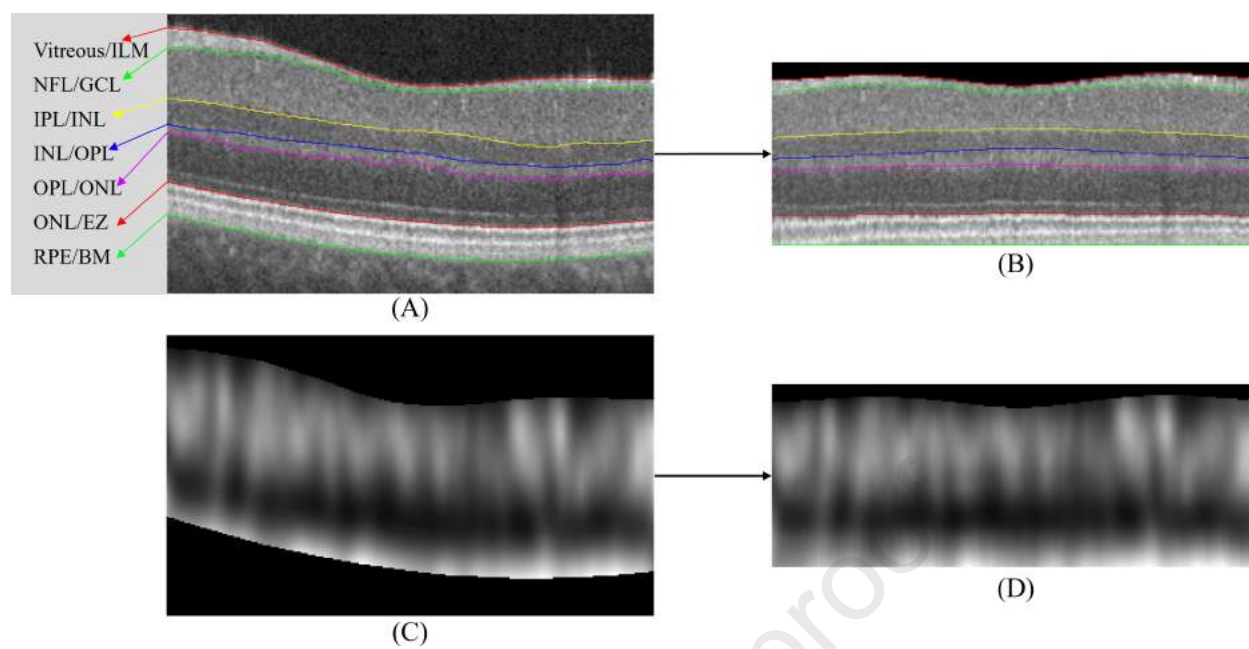 Vitreous/ILM
NFL/GCL
IPL/INL
INL/OPL
OPL/ONL
ONL/EZ
RPE/BM
(A)
(B)
(C)
(D)